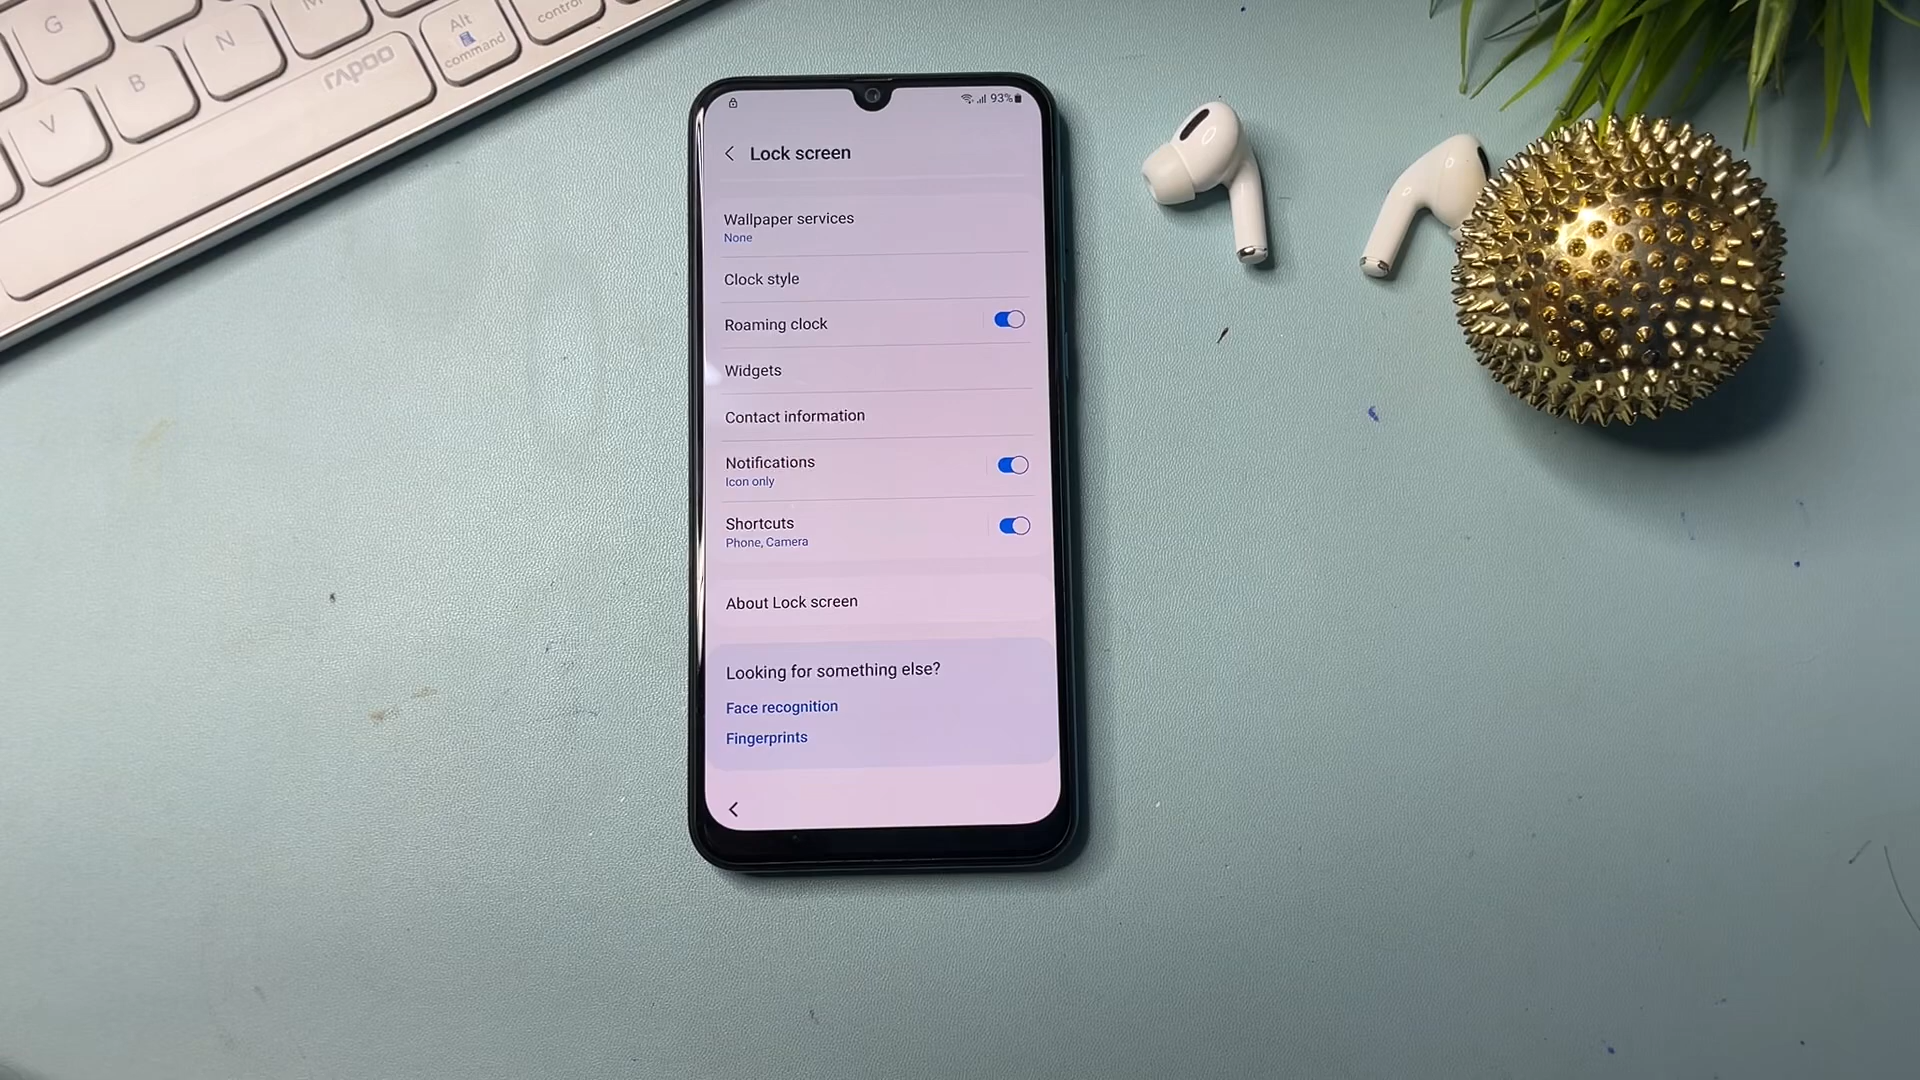 G
M
Alt
control
N
command
B
rapoo
V
93%
Lock screen
Wallpaper services
None
Clock style
Roaming clock
Widgets
Contact information
Notifications
Icon only
Shortcuts
Phone, Camera
About Lock screen
Looking for something else?
Face recognition
Fingerprints